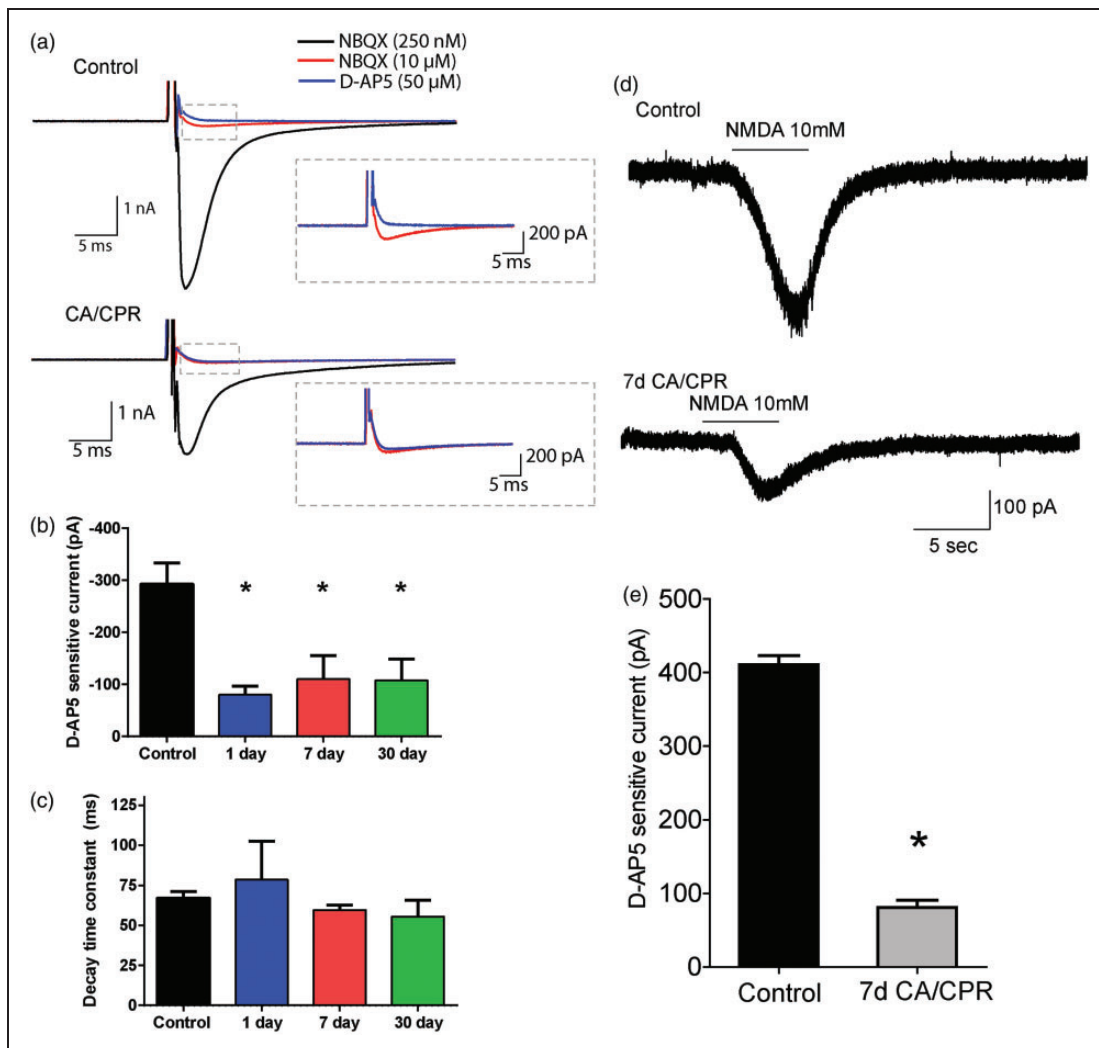 (a)
Control
NBQX (250 nM)
NBQX (10 µM)
D-AP5 (50 µM)
1 nA
5 ms
200 pA
5 ms
CA/CPR
1 nA
5 ms
200 pA
5 ms
(b)
D-AP5 sensitive current (pA)
-400
-300
-200
-100
0
* * *
Control 1 day 7 day 30 day
(c)
Decay time constant (ms)
125
100
75
50
25
0
Control 1 day 7 day 30 day
(d)
Control
NMDA 10mM
7d CA/CPR
NMDA 10mM
100 pA
5 sec
(e)
D-AP5 sensitive current (pA)
500
400
300
200
100
0
*
Control 7d CA/CPR